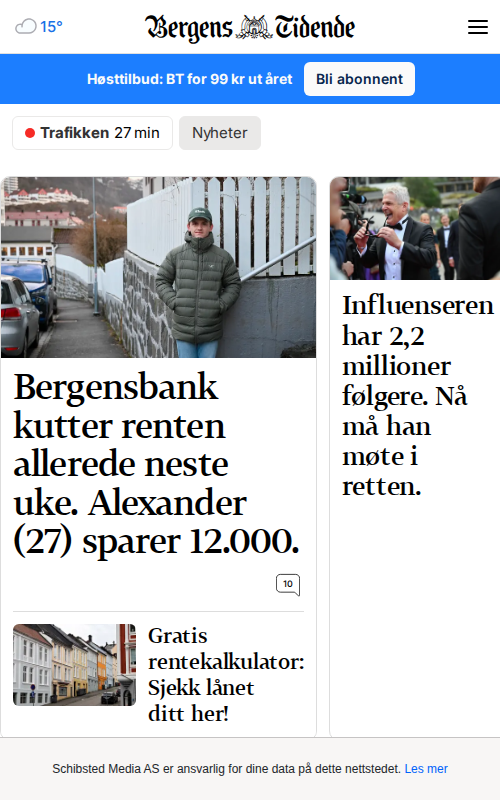 15°
Bergens Tidende
Høsttilbud: BT for 99 kr ut året
Bli abonnent
Trafikken 27 min
Nyheter
Bergensbank
kutter renten
allerede neste
uke. Alexander
(27) sparer 12.000.
10
Gratis
rentekalkulator:
Sjekk lånet
ditt her!
Influenseren
har 2,2
millioner
følgere. Nå
må han
møte i
retten.
Schibsted Media AS er ansvarlig for dine data på dette nettstedet. Les mer